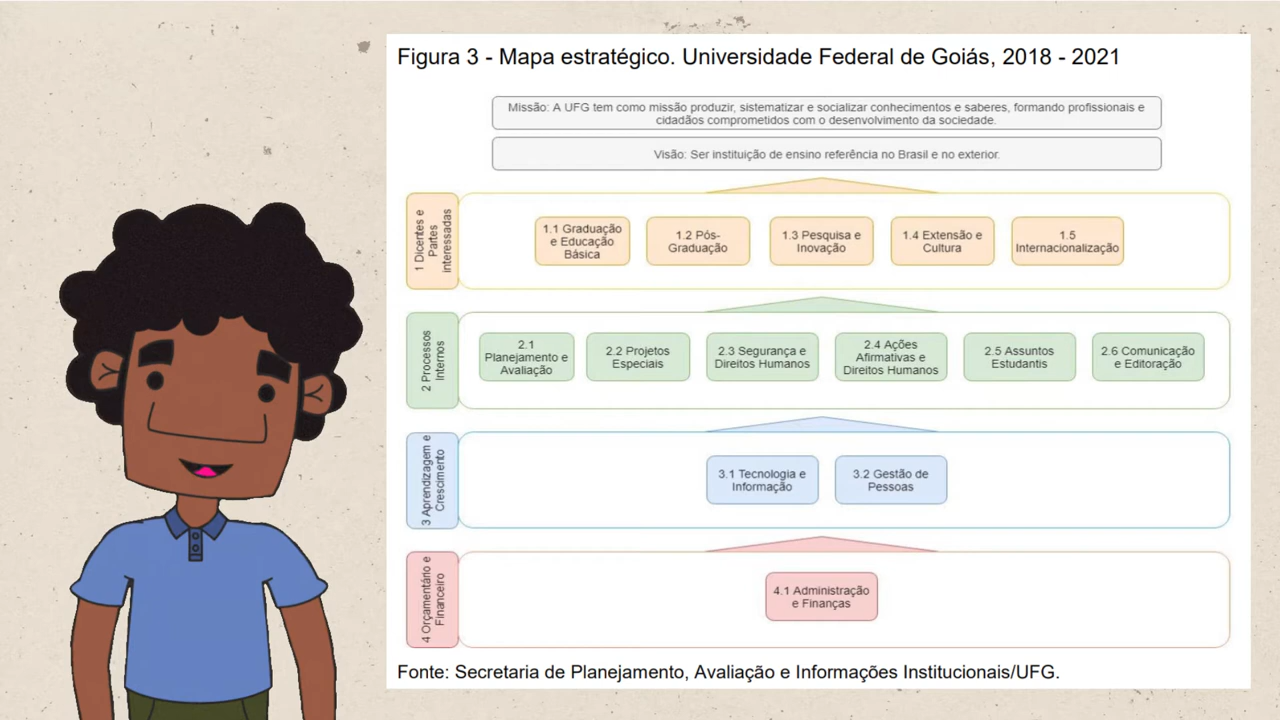 Figura 3 - Mapa estratégico. Universidade Federal de Goiás, 2018 - 2021
Missão: A UFG tem como missão produzir, sistematizar e socializar conhecimentos e saberes, formando profissionais e
cidadãos comprometidos com o desenvolvimento da sociedade.
Visão: Ser instituição de ensino referência no Brasil e no exterior.
1 Dicentes e
Partes
interessadas
1.1 Graduação
e Educação
Básica
1.2 Pós-
Graduação
1.3 Pesquisa e
Inovação
1.4 Extensão e
Cultura
1.5
Internacionalização
2 Processos
Internos
2.1
Planejamento e
Avaliação
2.2 Projetos
Especiais
2.3 Segurança e
Direitos Humanos
2.4 Ações
Afirmativas e
Direitos Humanos
2.5 Assuntos
Estudantis
2.6 Comunicação
e Editoração
3 Aprendizagem e
Crescimento
3.1 Tecnologia e
Informação
3.2 Gestão de
Pessoas
4 Orçamentário e
Financeiro
4.1 Administração
e Finanças
Fonte: Secretaria de Planejamento, Avaliação e Informações Institucionais/UFG.